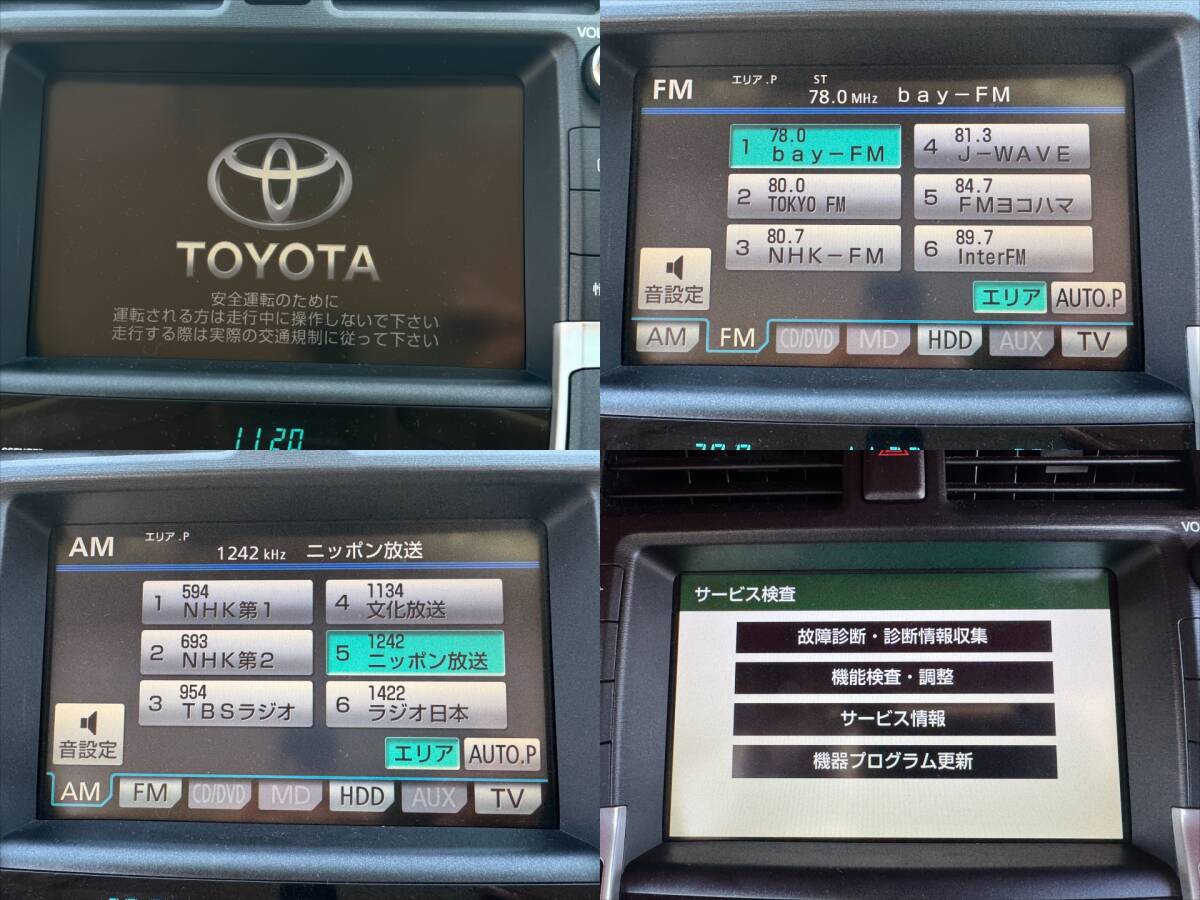 VOL
TOYOTA
安全運転のために
運転される方は走行中に操作しないで下さい
走行する際は実際の交通規制に従って下さい
1120
FM エリア.P ST 78.0 MHz bay-FM
1 78.0 bay-FM
4 81.3 J-WAVE
2 80.0 TOKYO FM
5 84.7 FMヨコハマ
3 80.7 NHK-FM
6 89.7 InterFM
音設定
エリア AUTO.P
AM FM CD/DVD MD HDD AUX TV
AM エリア.P 1242 kHz ニッポン放送
1 594 NHK第1
4 1134 文化放送
2 693 NHK第2
5 1242 ニッポン放送
3 954 TBSラジオ
6 1422 ラジオ日本
音設定
エリア AUTO.P
AM FM CD/DVD MD HDD AUX TV
VO
サービス検査
故障診断・診断情報収集
機能検査・調整
サービス情報
機器プログラム更新